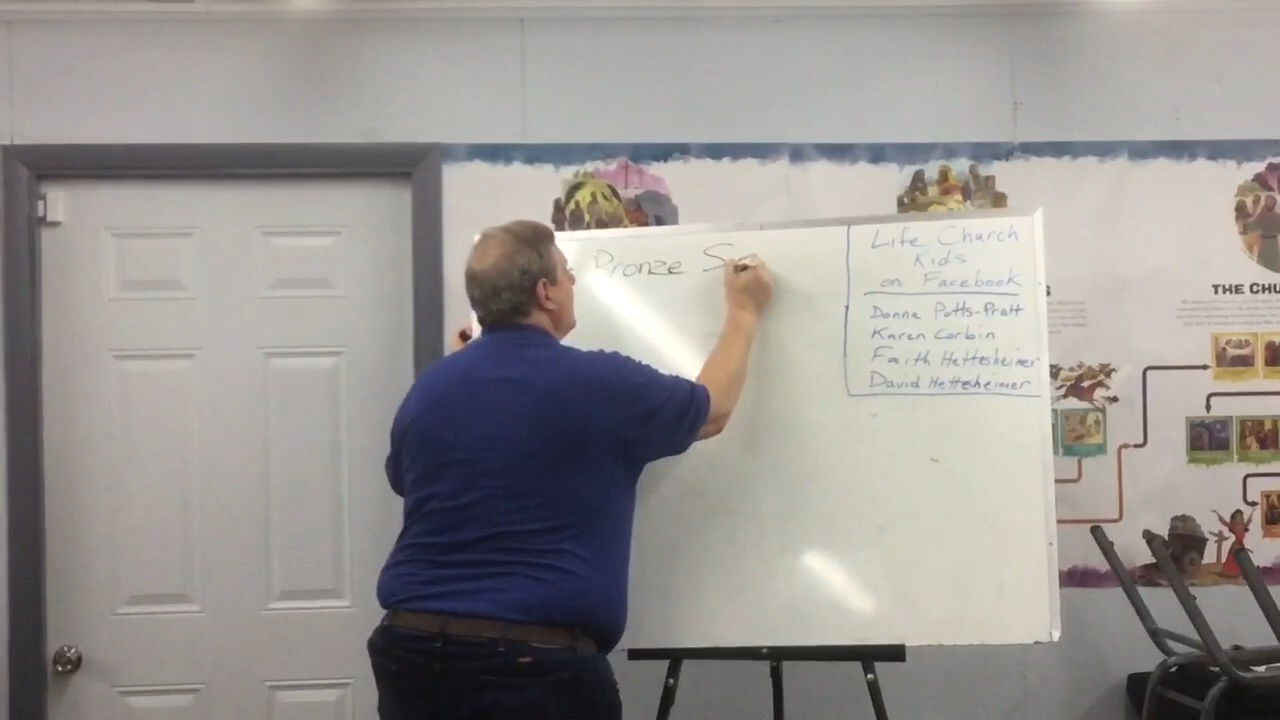 Bronze S
Life Church
Kids
on Facebook
Donna Potts-Pratt
Karen Corbin
Faith Hettesheimer
David Hettesheimer
THE CHU